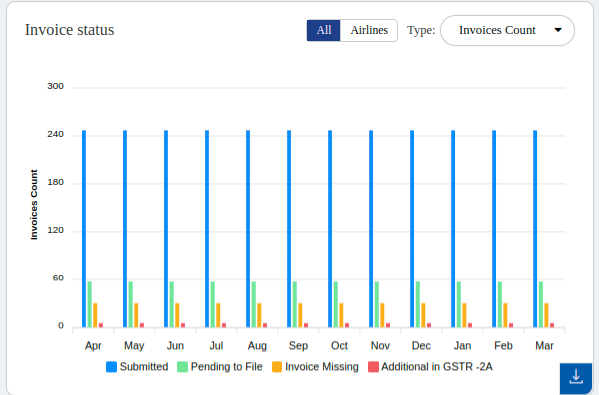 Invoice status
All Airlines Type: Invoices Count
300
240
180
120
60
0
Invoices Count
Apr May Jun Jul Aug Sep Oct Nov Dec Jan Feb Mar
Submitted Pending to File Invoice Missing Additional in GSTR -2A